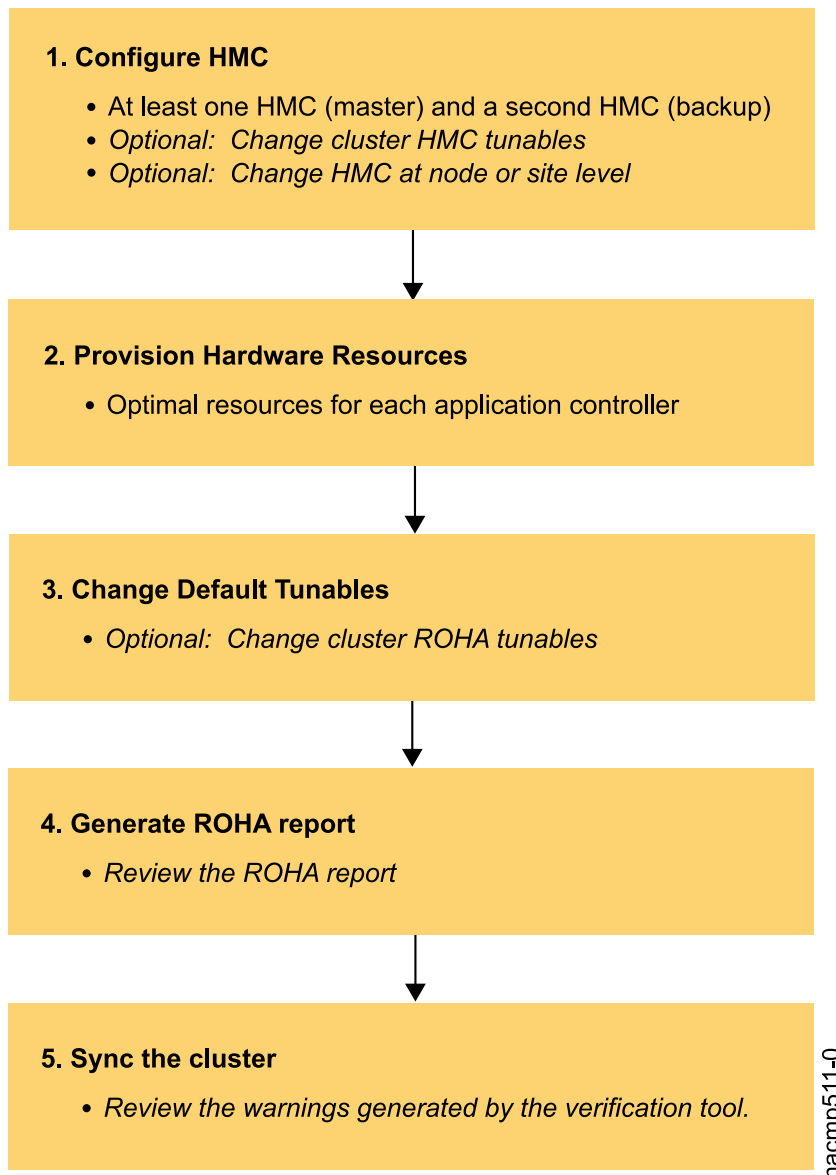 1. Configure HMC
• At least one HMC (master) and a second HMC (backup)
• Optional: Change cluster HMC tunables
• Optional: Change HMC at node or site level
2. Provision Hardware Resources
• Optimal resources for each application controller
3. Change Default Tunables
• Optional: Change cluster ROHA tunables
4. Generate ROHA report
• Review the ROHA report
5. Sync the cluster
• Review the warnings generated by the verification tool.
hacmp511-0